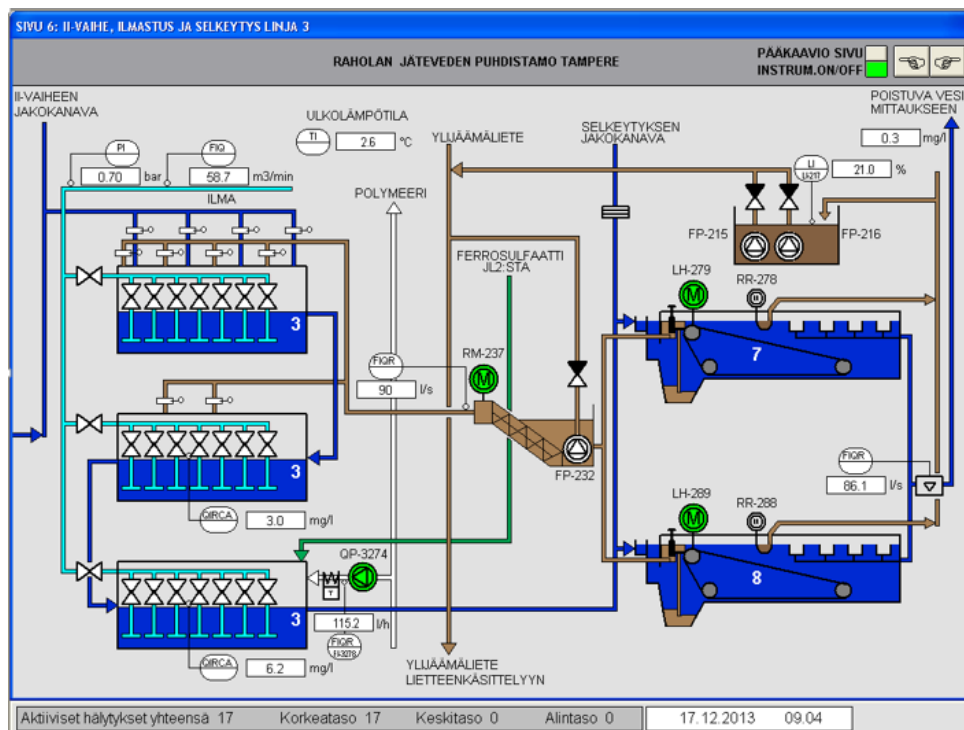 SIVU 6: II-VAIHE, ILMASTUS JA SELKEYTYS LINJA 3
RAHOLAN JÄTEVEDEN PUHDISTAMO TAMPERE
PÄÄKAAVIO SIVU
INSTRUM.ON/OFF
II-VAIHEEN
JAKOKANAVA
ULKOLÄMPÖTILA
TI 2.6 °C
YLIJÄÄMÄLIETE
SELKEYTYKSEN
JAKOKANAVA
POISTUVA VESI
MITTAUKSEEN
0.3 mg/l
PI
FIQ
0.70 bar
58.7 m3/min
ILMA
POLYMEERI
LI
LI-217
21.0 %
FP-215
FP-216
FERROSULFAATTI
JL2:STA
LH-279
RR-278
M
3
7
RM-237
M
FIQR
90 l/s
FP-232
3
QIRCA
3.0 mg/l
FIQR
86.1 l/s
LH-289
RR-288
M
8
QP-3274
T
3
115.2 l/h
FIQR
FI-3278
QIRCA
6.2 mg/l
YLIJÄÄMÄLIETE
LIETTEENKÄSITTELYYN
Aktiiviset hälytykset yhteensä 17 Korkeataso 17 Keskitaso 0 Alintaso 0 17.12.2013 09.04